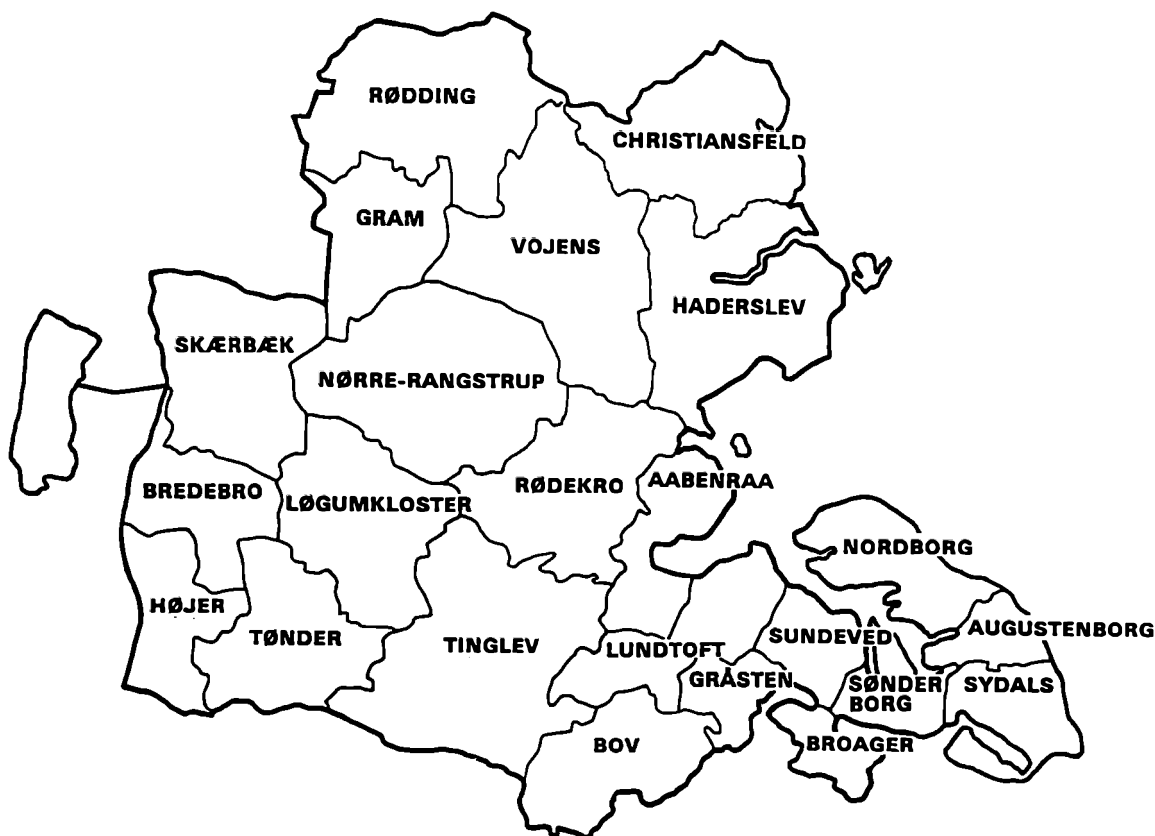 RØDDING
CHRISTIANSFELD
GRAM
VOJENS
HADERSLEV
SKÆRBÆK
NØRRE-RANGSTRUP
BREDEBRO
LØGUMKLOSTER
RØDEKRO
AABENRAA
NORDBORG
HØJER
TØNDER
TINGLEV
LUNDTOFT
SUNDEVED
AUGUSTENBORG
GRÅSTEN
SØNDER
BORG
SYDALS
BOV
BROAGER